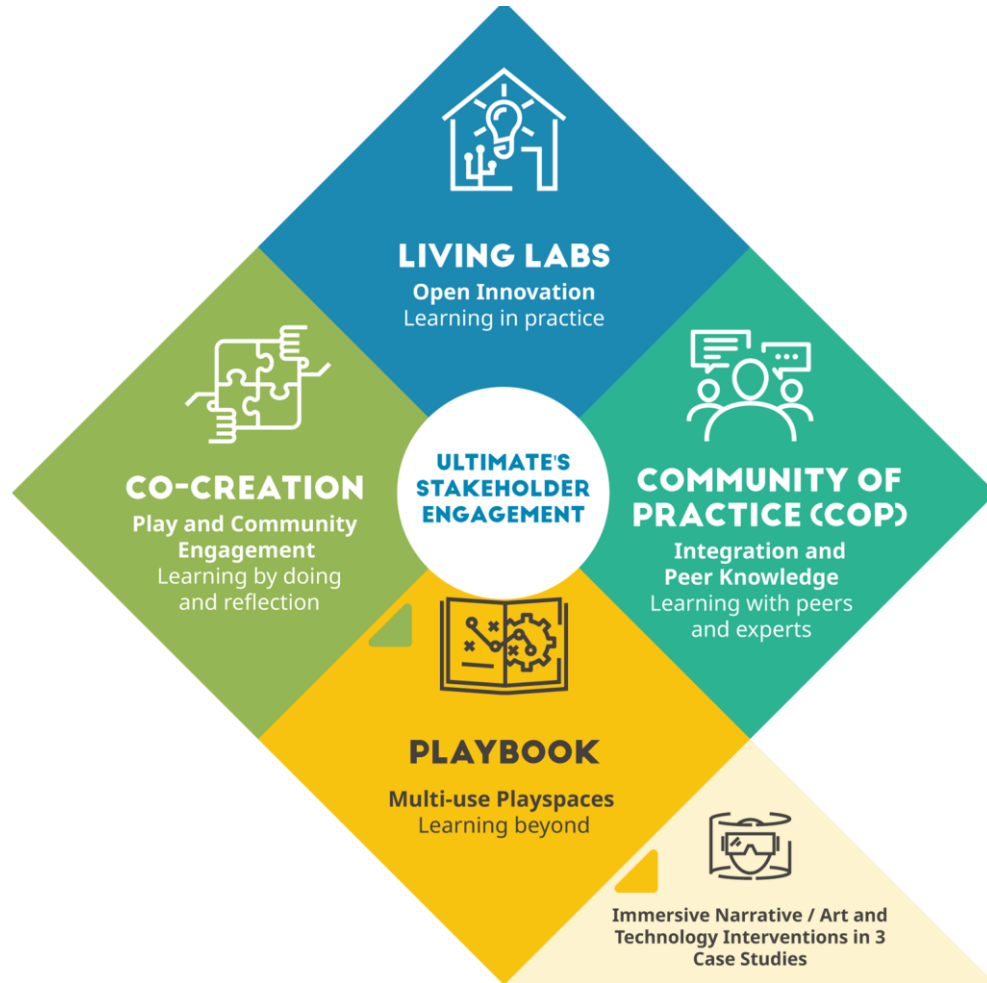 LIVING LABS
Open Innovation
Learning in practice
CO-CREATION
Play and Community
Engagement
Learning by doing
and reflection
ULTIMATE'S
STAKEHOLDER
ENGAGEMENT
COMMUNITY OF
PRACTICE (COP)
Integration and
Peer Knowledge
Learning with peers
and experts
PLAYBOOK
Multi-use Playspaces
Learning beyond
Immersive Narrative / Art and
Technology Interventions in 3
Case Studies